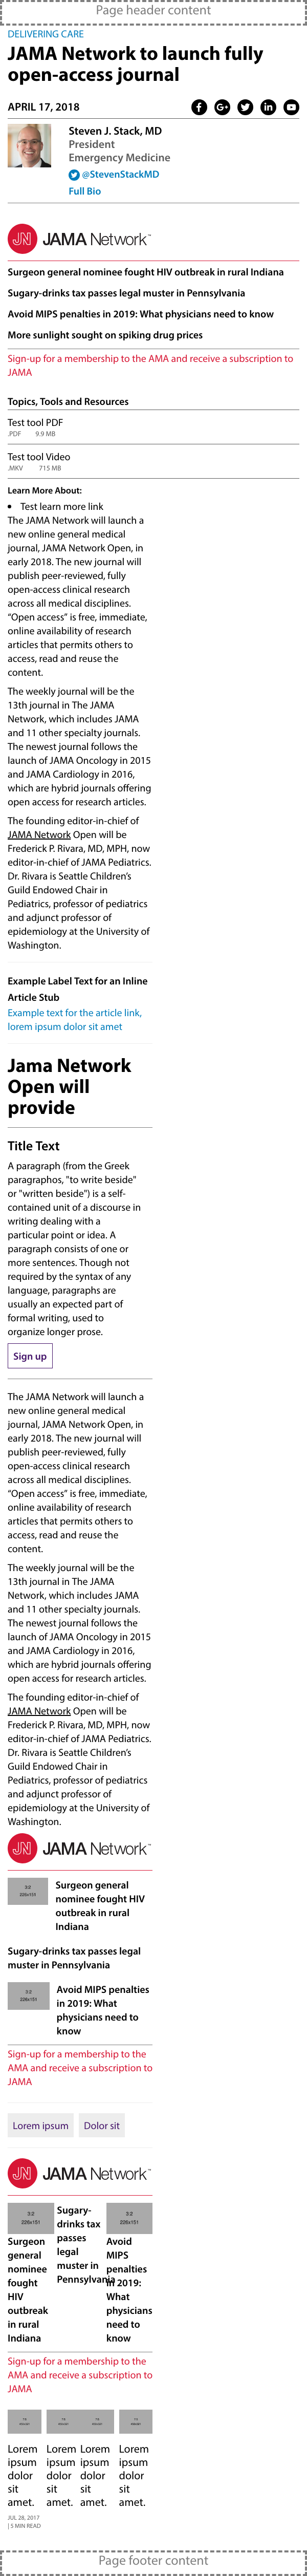 Page header content
DELIVERING CARE
JAMA Network to launch fully
open-access journal
APRIL 17, 2018
Steven J. Stack, MD
President
Emergency Medicine
@StevenStackMD
Full Bio
JN JAMA Network™
Surgeon general nominee fought HIV outbreak in rural Indiana
Sugary-drinks tax passes legal muster in Pennsylvania
Avoid MIPS penalties in 2019: What physicians need to know
More sunlight sought on spiking drug prices
Sign-up for a membership to the AMA and receive a subscription to
JAMA
Topics, Tools and Resources
Test tool PDF
.PDF 9.9 MB
Test tool Video
.MKV 715 MB
Learn More About:
• Test learn more link
The JAMA Network will launch a
new online general medical
journal, JAMA Network Open, in
early 2018. The new journal will
publish peer-reviewed, fully
open-access clinical research
across all medical disciplines.
“Open access” is free, immediate,
online availability of research
articles that permits others to
access, read and reuse the
content.
The weekly journal will be the
13th journal in The JAMA
Network, which includes JAMA
and 11 other specialty journals.
The newest journal follows the
launch of JAMA Oncology in 2015
and JAMA Cardiology in 2016,
which are hybrid journals offering
open access for research articles.
The founding editor-in-chief of
JAMA Network Open will be
Frederick P. Rivara, MD, MPH, now
editor-in-chief of JAMA Pediatrics.
Dr. Rivara is Seattle Children’s
Guild Endowed Chair in
Pediatrics, professor of pediatrics
and adjunct professor of
epidemiology at the University of
Washington.
Example Label Text for an Inline
Article Stub
Example text for the article link,
lorem ipsum dolor sit amet
Jama Network
Open will
provide
Title Text
A paragraph (from the Greek
paragraphos, "to write beside"
or "written beside") is a self-
contained unit of a discourse in
writing dealing with a
particular point or idea. A
paragraph consists of one or
more sentences. Though not
required by the syntax of any
language, paragraphs are
usually an expected part of
formal writing, used to
organize longer prose.
Sign up
The JAMA Network will launch a
new online general medical
journal, JAMA Network Open, in
early 2018. The new journal will
publish peer-reviewed, fully
open-access clinical research
across all medical disciplines.
“Open access” is free, immediate,
online availability of research
articles that permits others to
access, read and reuse the
content.
The weekly journal will be the
13th journal in The JAMA
Network, which includes JAMA
and 11 other specialty journals.
The newest journal follows the
launch of JAMA Oncology in 2015
and JAMA Cardiology in 2016,
which are hybrid journals offering
open access for research articles.
The founding editor-in-chief of
JAMA Network Open will be
Frederick P. Rivara, MD, MPH, now
editor-in-chief of JAMA Pediatrics.
Dr. Rivara is Seattle Children’s
Guild Endowed Chair in
Pediatrics, professor of pediatrics
and adjunct professor of
epidemiology at the University of
Washington.
JN JAMA Network™
3:2
226x151
Surgeon general
nominee fought HIV
outbreak in rural
Indiana
Sugary-drinks tax passes legal
muster in Pennsylvania
3:2
226x151
Avoid MIPS penalties
in 2019: What
physicians need to
know
Sign-up for a membership to the
AMA and receive a subscription to
JAMA
Lorem ipsum
Dolor sit
JN JAMA Network™
3:2
226x151
Surgeon
general
nominee
fought
HIV
outbreak
in rural
Indiana
Sugary-
drinks tax
passes
legal
muster in
Pennsylvania
3:2
226x151
Avoid
MIPS
penalties
in 2019:
What
physicians
need to
know
Sign-up for a membership to the
AMA and receive a subscription to
JAMA
Lorem
ipsum
dolor
sit
amet.
Lorem
ipsum
dolor
sit
amet.
Lorem
ipsum
dolor
sit
amet.
Lorem
ipsum
dolor
sit
amet.
JUL 28, 2017
| 5 MIN READ
Page footer content